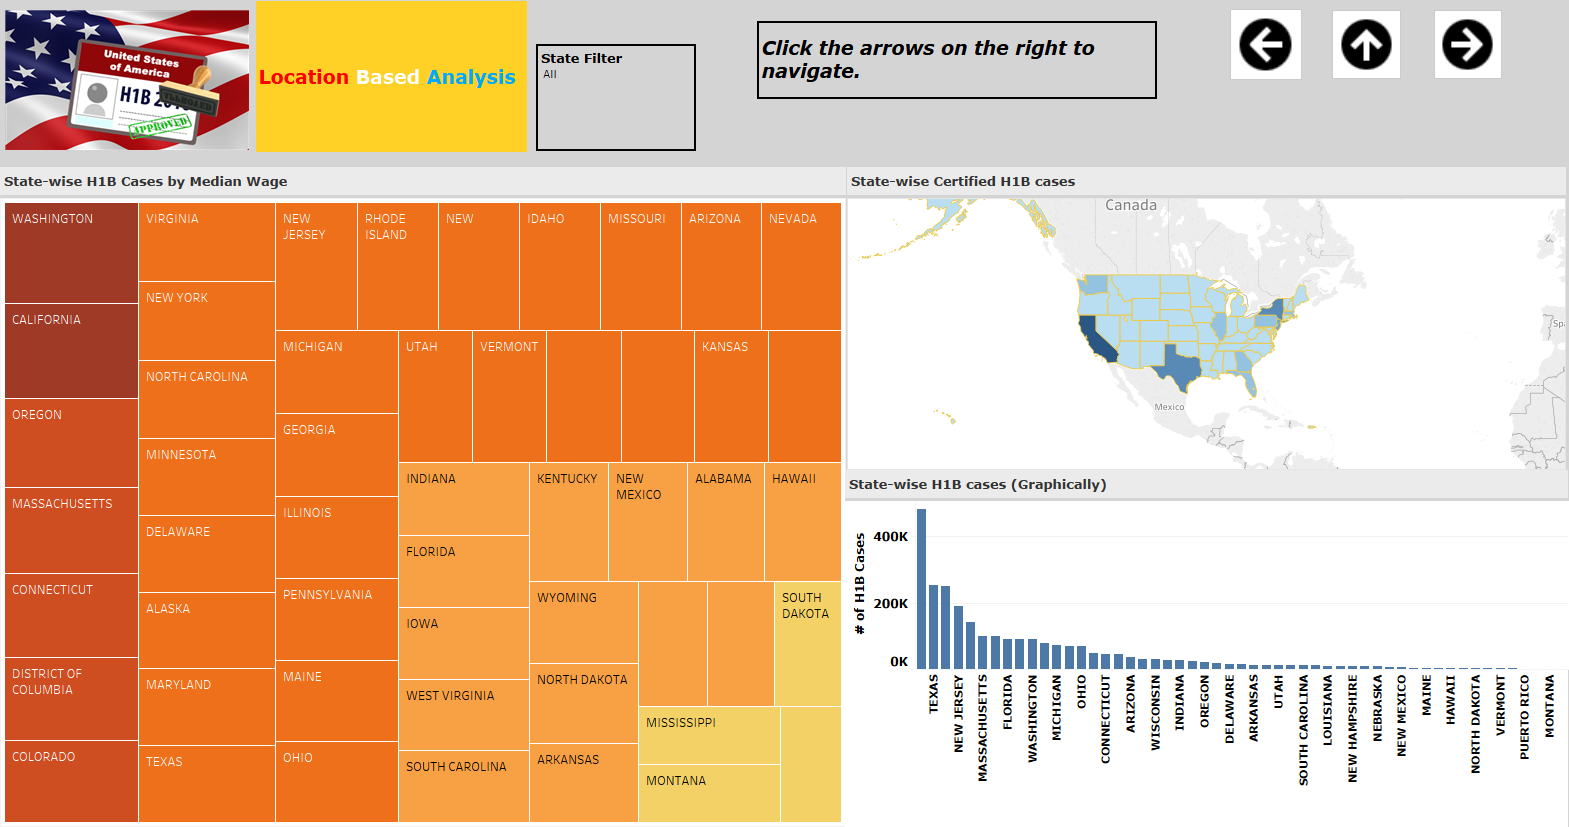 United States
of America
H1B
APPROVED
Location Based Analysis
State Filter
All
Click the arrows on the right to
navigate.
State-wise H1B Cases by Median Wage
WASHINGTON
CALIFORNIA
OREGON
MASSACHUSETTS
CONNECTICUT
DISTRICT OF
COLUMBIA
COLORADO
VIRGINIA
NEW YORK
NORTH CAROLINA
MINNESOTA
DELAWARE
ALASKA
MARYLAND
TEXAS
NEW
JERSEY
RHODE
ISLAND
NEW
IDAHO
MISSOURI
ARIZONA
NEVADA
MICHIGAN
GEORGIA
ILLINOIS
PENNSYLVANIA
MAINE
OHIO
UTAH
VERMONT
KANSAS
INDIANA
FLORIDA
IOWA
WEST VIRGINIA
SOUTH CAROLINA
KENTUCKY
NEW
MEXICO
ALABAMA
HAWAII
WYOMING
NORTH DAKOTA
ARKANSAS
SOUTH
DAKOTA
MISSISSIPPI
MONTANA
State-wise Certified H1B cases
Canada
Mexico
Spa
State-wise H1B cases (Graphically)
# of H1B Cases
400K
200K
0K
TEXAS
NEW JERSEY
MASSACHUSETTS
FLORIDA
WASHINGTON
MICHIGAN
OHIO
CONNECTICUT
ARIZONA
WISCONSIN
INDIANA
OREGON
DELAWARE
ARKANSAS
UTAH
SOUTH CAROLINA
LOUISIANA
NEW HAMPSHIRE
NEBRASKA
NEW MEXICO
MAINE
HAWAII
NORTH DAKOTA
VERMONT
PUERTO RICO
MONTANA